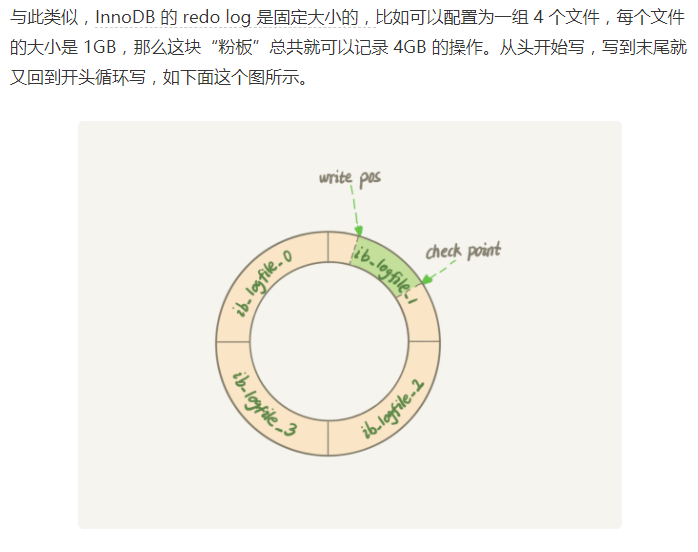 与此类似，InnoDB 的 redo log 是固定大小的，比如可以配置为一组 4 个文件，每个文件
的大小是 1GB，那么这块“粉板”总共就可以记录 4GB 的操作。从头开始写，写到末尾就
又回到开头循环写，如下面这个图所示。
write pos
check point
ib_logfile_0
ib_logfile_1
ib_logfile_3
ib_logfile_2